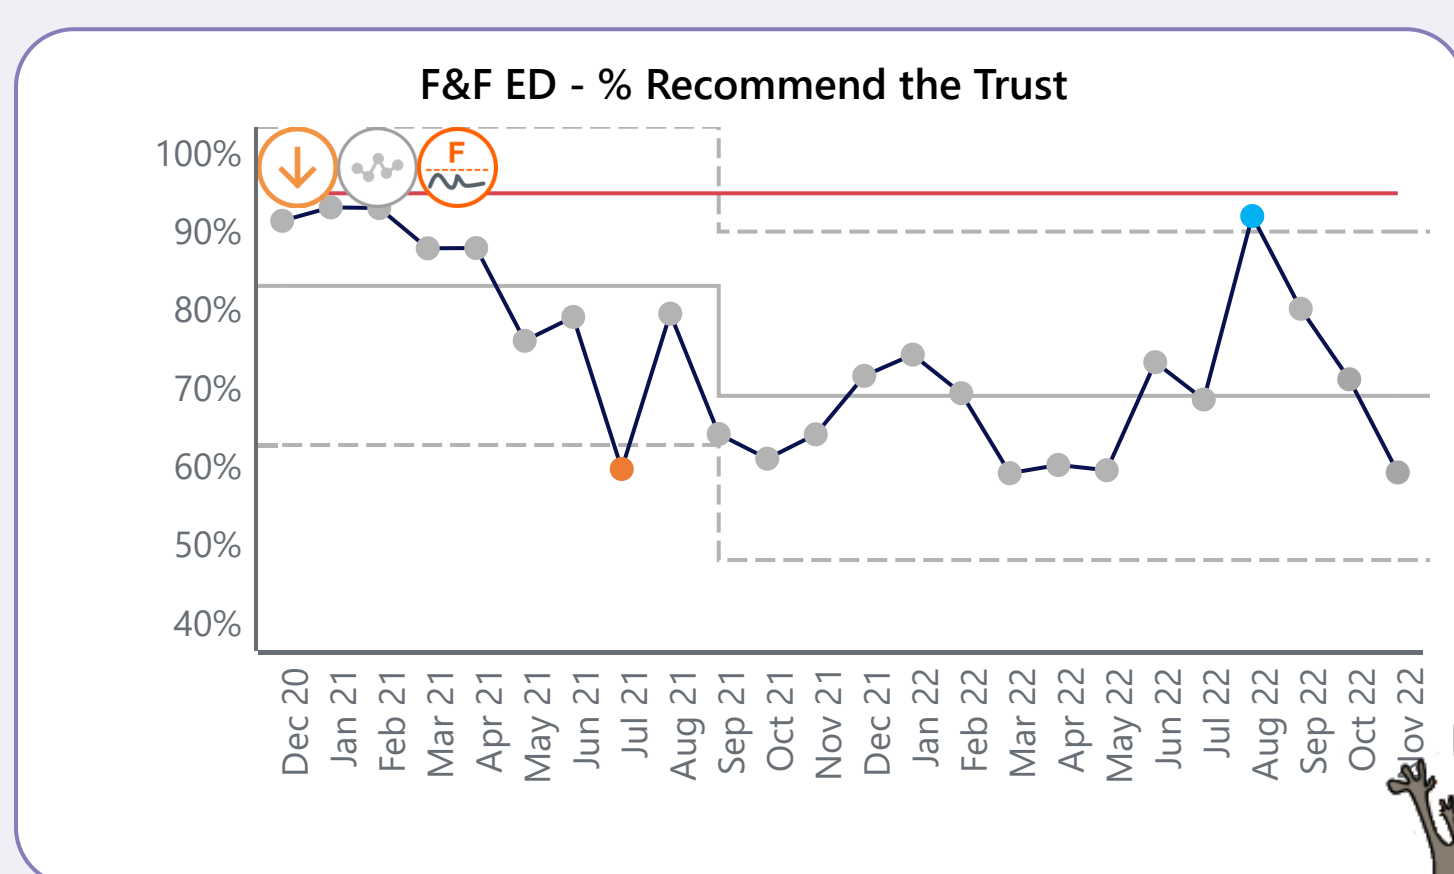 F&F ED - % Recommend the Trust
F
100%
90%
80%
70%
60%
50%
40%
Dec 20
Jan 21
Feb 21
Mar 21
Apr 21
May 21
Jun 21
Jul 21
Aug 21
Sep 21
Oct 21
Nov 21
Dec 21
Jan 22
Feb 22
Mar 22
Apr 22
May 22
Jun 22
Jul 22
Aug 22
Sep 22
Oct 22
Nov 22